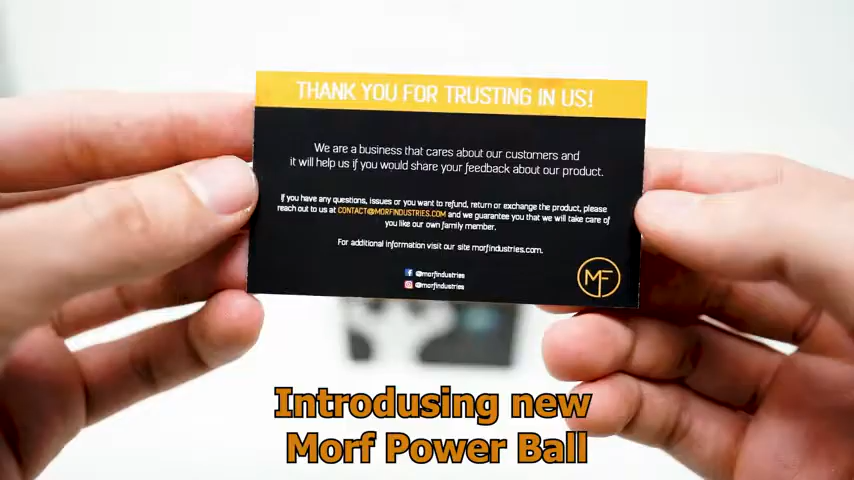 THANK YOU FOR TRUSTING IN US!
We are a business that cares about our customers and
it will help us if you would share your feedback about our product.
If you have any questions, issues or you want to refund, return or exchange the product, please
reach out to us at CONTACT@MORFINDUSTRIES.COM and we guarantee you that we will take care of
you like our own family member.
For additional information visit our site morfindustries.com.
@morfindustries
@morfindustries
MF
Introdusing new
Morf Power Ball